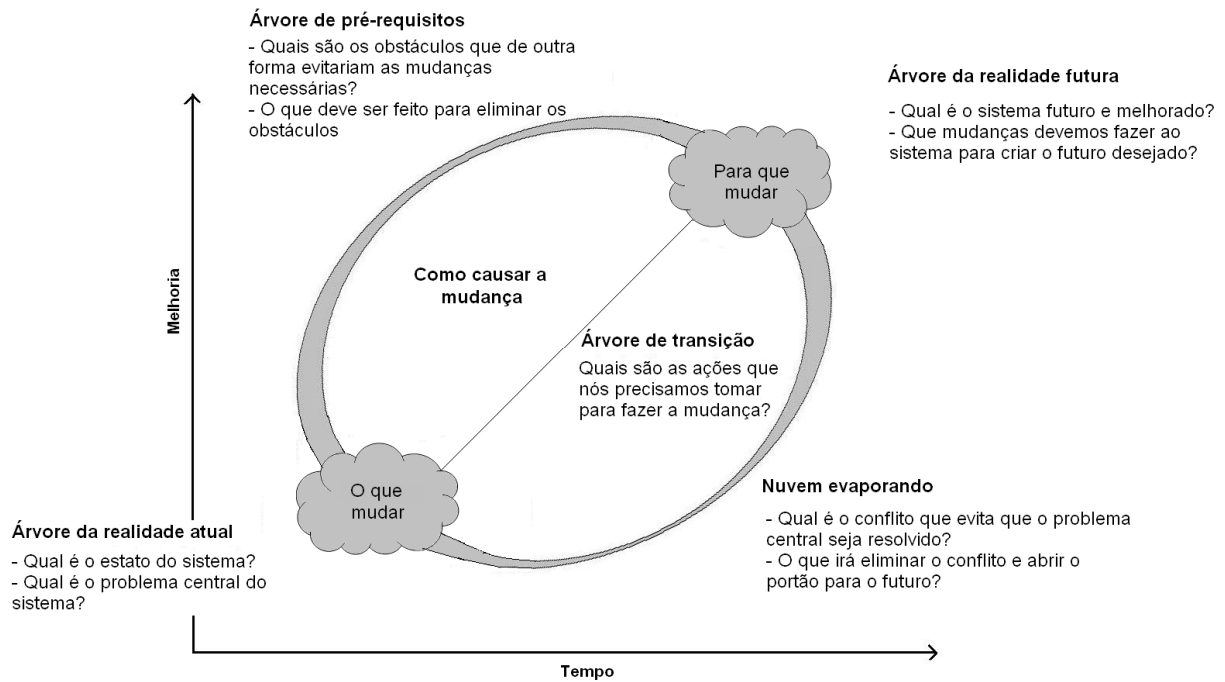 Árvore de pré-requisitos
- Quais são os obstáculos que de outra
forma evitariam as mudanças
necessárias?
- O que deve ser feito para eliminar os
obstáculos
Árvore da realidade futura
- Qual é o sistema futuro e melhorado?
- Que mudanças devemos fazer ao
sistema para criar o futuro desejado?
Para que
mudar
Como causar a
mudança
Melhoria
Árvore de transição
Quais são as ações que
nós precisamos tomar
para fazer a mudança?
O que
mudar
Nuvem evaporando
- Qual é o conflito que evita que o problema
central seja resolvido?
- O que irá eliminar o conflito e abrir o
portão para o futuro?
Árvore da realidade atual
- Qual é o estado do sistema?
- Qual é o problema central do
sistema?
Tempo